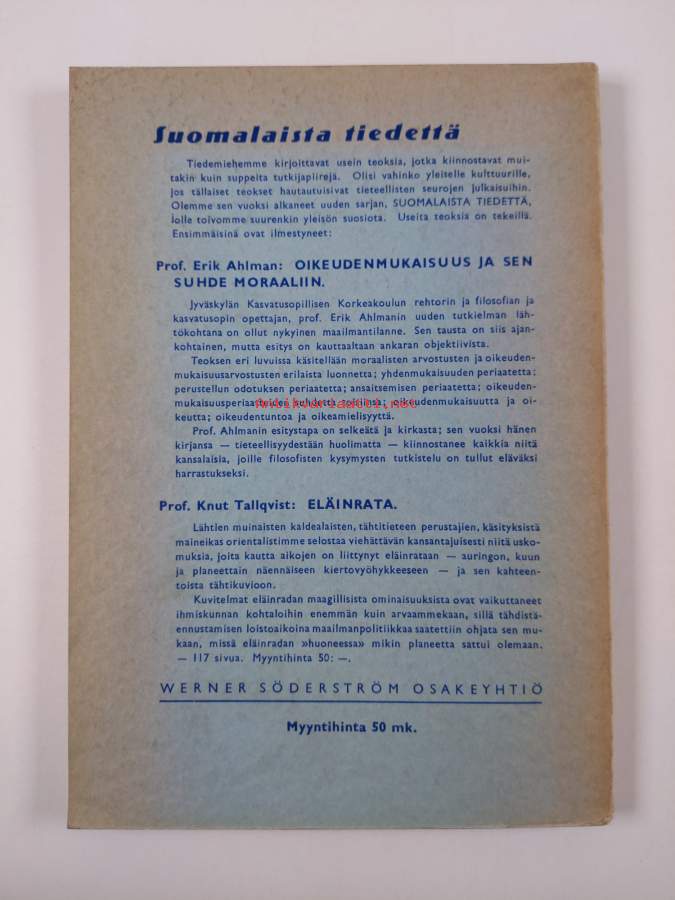 Suomalaista tiedettä
Tiedemiehemme kirjoittavat usein teoksia, jotka kiinnostavat mui-
takin kuin suppeita tutkijapiirejä. Olisi vahinko yleiselle kulttuurille,
jos tällaiset teokset hautautuisivat tieteellisten seurojen julkaisuihin.
Olemme sen vuoksi alkaneet uuden sarjan, SUOMALAISTA TIEDETTÄ,
jolle toivomme suurenkin yleisön suosiota. Useita teoksia on tekeillä.
Ensimmäisinä ovat ilmestyneet:
Prof. Erik Ahlman: OIKEUDENMUKAISUUS JA SEN
SUHDE MORAALIIN.
Jyväskylän Kasvatusopillisen Korkeakoulun rehtorin ja filosofian ja
kasvatusopin opettajan, prof. Erik Ahlmanin uuden tutkielman läh-
tökohtana on ollut nykyinen maailmantilanne. Sen tausta on siis ajan-
kohtainen, mutta esitys on kauttaaltaan ankaran objektiivista.
Teoksen eri luvuissa käsitellään moraalisten arvostusten ja oikeuden-
mukaisuusarvostusten erilaista luonnetta; yhdenmukaisuuden periaatetta;
perustellun odotuksen periaatetta; ansaitsemisen periaatetta; oikeuden-
mukaisuusperiaatteiden suhdetta toisiinsa; oikeudenmukaisuutta ja oi-
Antikvariaatti.net
keutta; oikeudentuntoa ja oikeamielisyyttä.
Prof. Ahlmanin esitystapa on selkeätä ja kirkasta; sen vuoksi hänen
kirjansa — tieteellisyydestään huolimatta — kiinnostanee kaikkia niitä
kansalaisia, joille filosofisten kysymysten tutkistelu on tullut eläväksi
harrastukseksi.
Prof. Knut Tallqvist: ELÄINRATA.
Lähtien muinaisten kaldealaisten, tähtitieteen perustajien, käsityksistä
maineikas orientalistimme selostaa viehättävän kansantajuisesti niitä usko-
muksia, joita kautta aikojen on liittynyt eläinrataan — auringon, kuun
ja planeettain näennäiseen kiertovyöhykkeeseen — ja sen kahteen-
toista tähtikuvioon.
Kuvitelmat eläinradan maagillisista ominaisuuksista ovat vaikuttaneet
ihmiskunnan kohtaloihin enemmän kuin arvaammekaan, sillä tähdistä-
ennustamisen loistoaikoina maailmanpolitiikkaa saatettiin ohjata sen mu-
kaan, missä eläinradan »huoneessa» mikin planeetta sattui olemaan.
— 117 sivua. Myyntihinta 50: —.
WERNER SÖDERSTRÖM OSAKEYHTIÖ
Myyntihinta 50 mk.